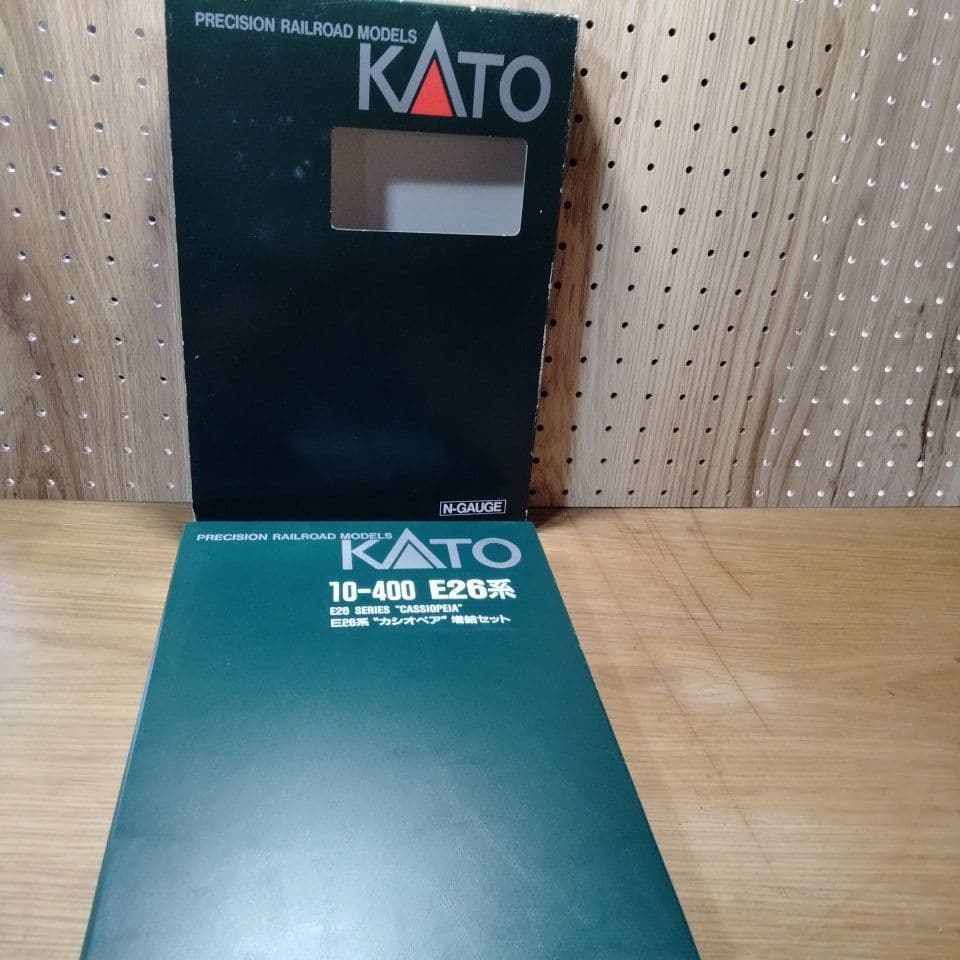 PRECISION RAILROAD MODELS
KATO
N-GAUGE
PRECISION RAILROAD MODELS
KATO
10-400 E26系
E26 SERIES "CASSIOPEIA"
E26系 "カシオペア" 増結セット